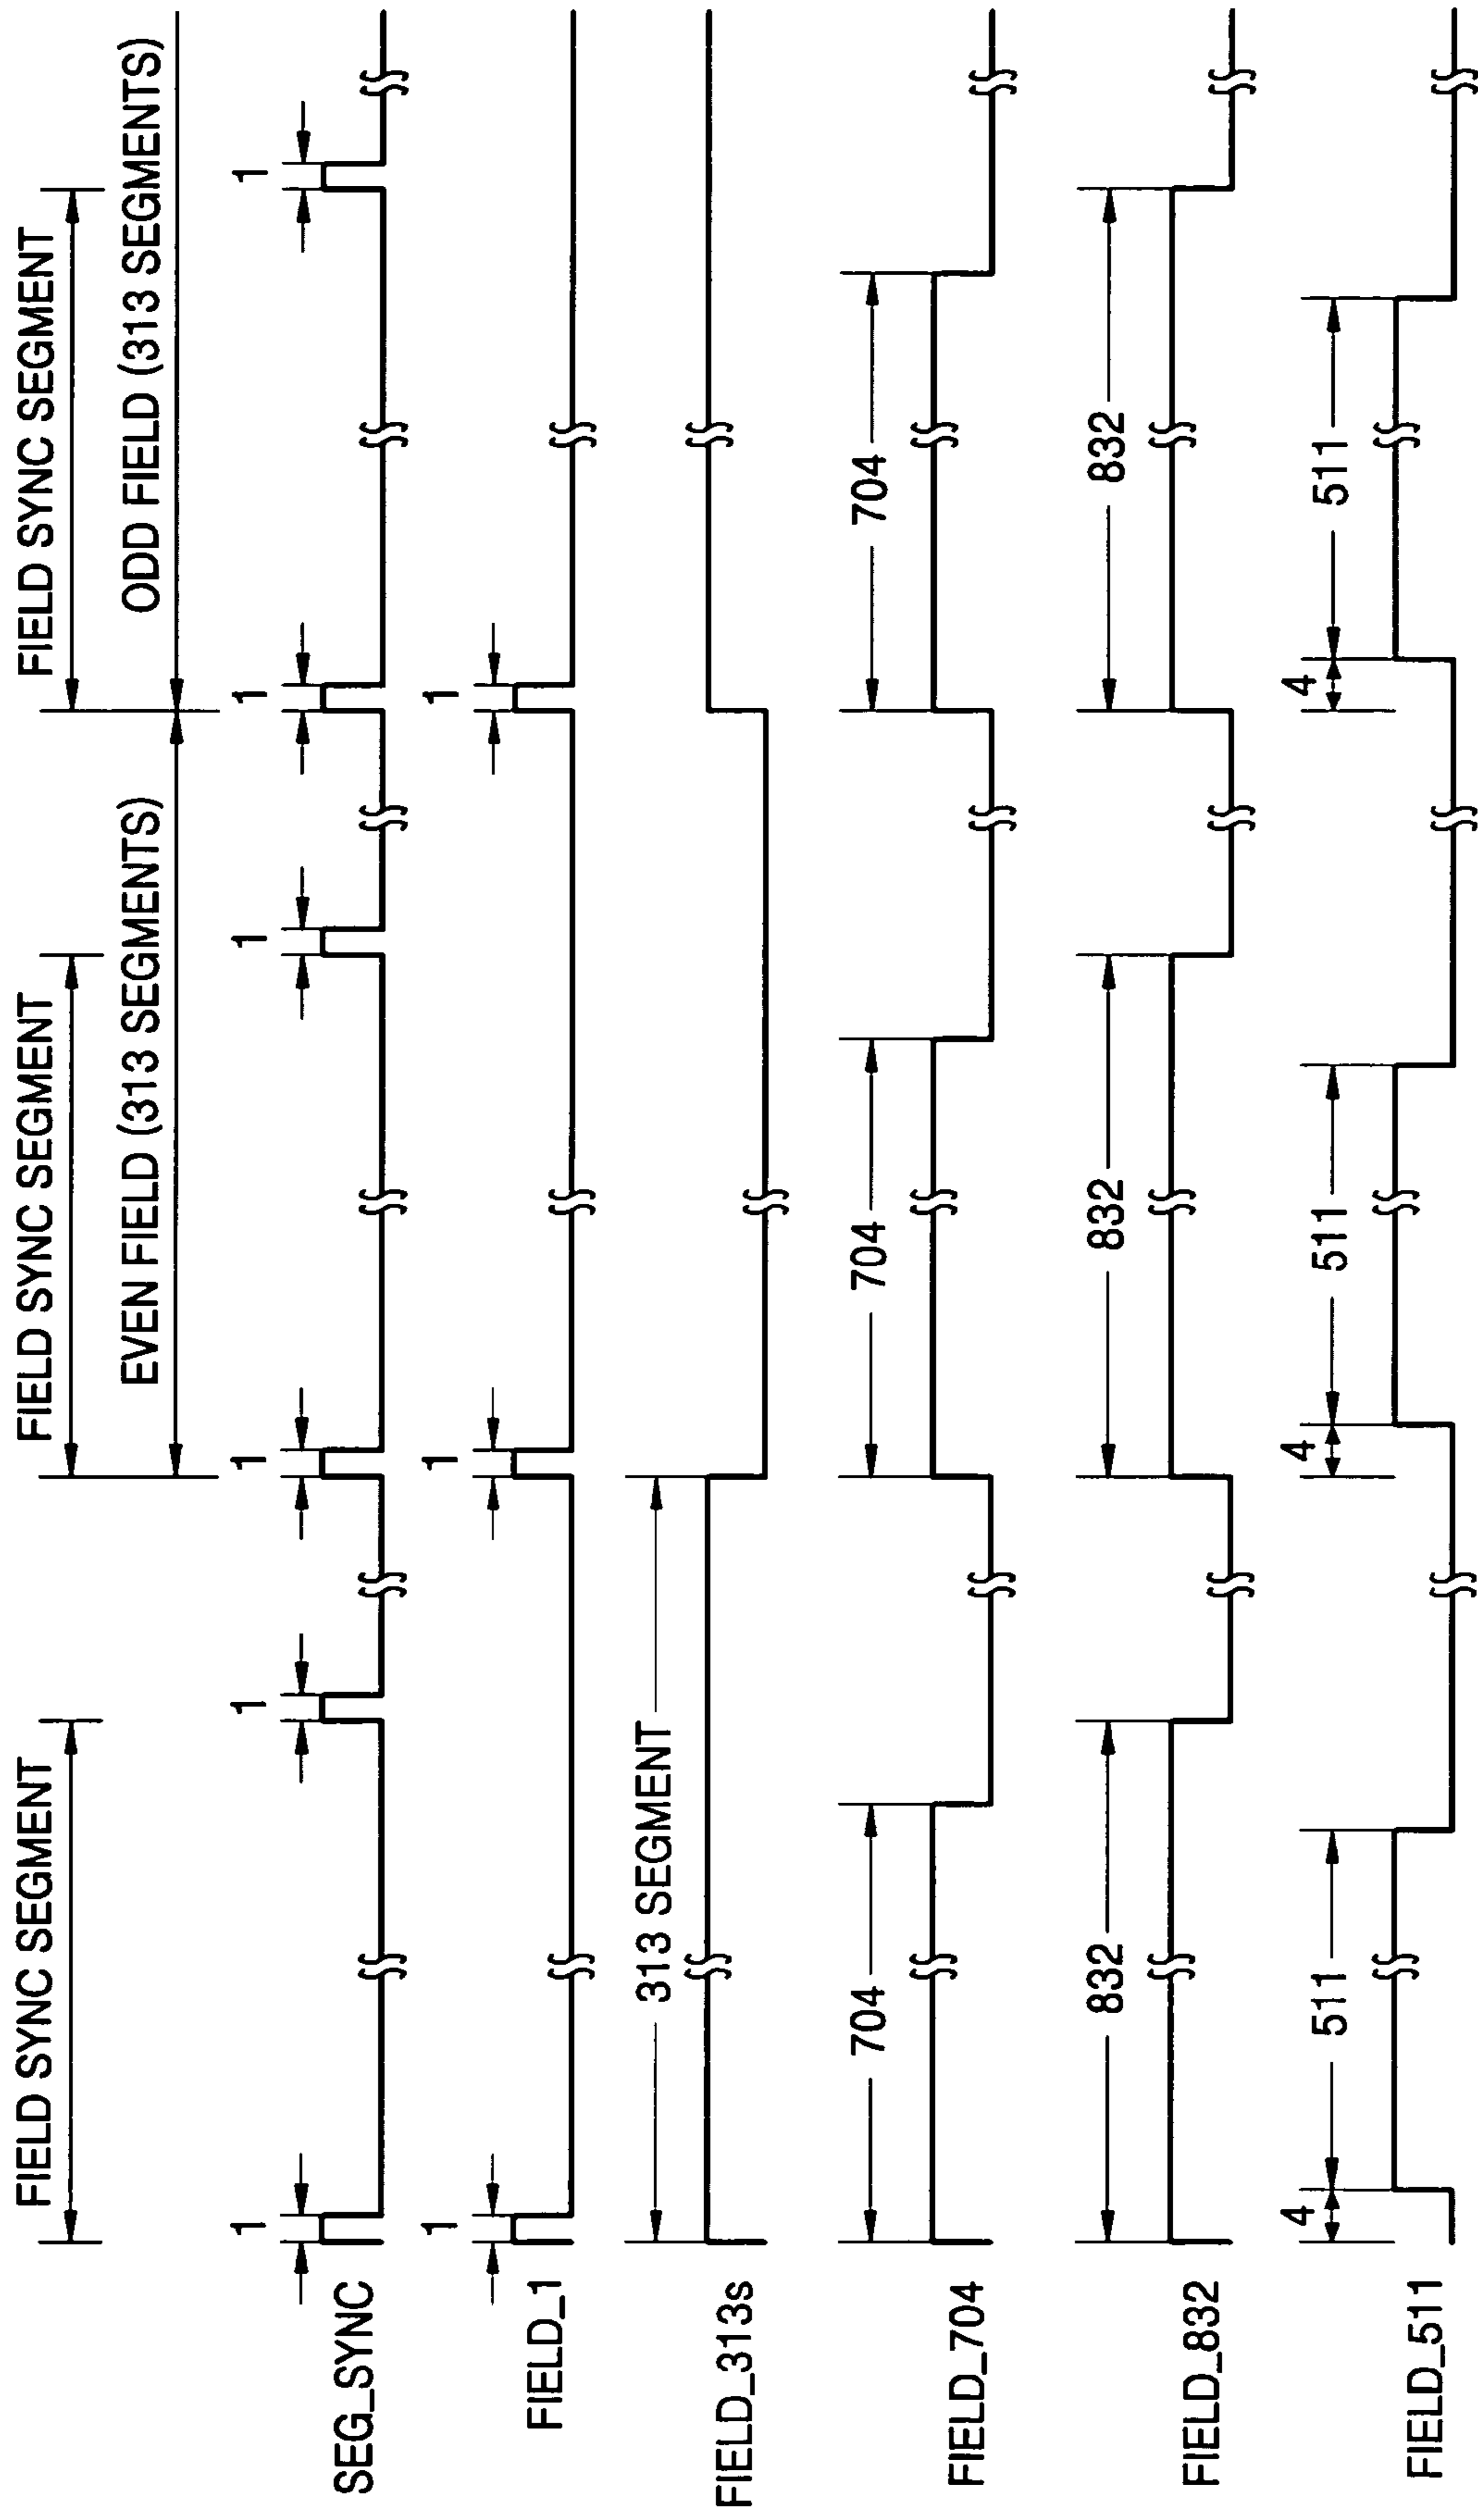 FIELD SYNC SEGMENT
FIELD SYNC SEGMENT
FIELD SYNC SEGMENT
EVEN FIELD (313 SEGMENTS)
ODD FIELD (313 SEGMENTS)
SEG_SYNC
1
1
1
1
1
1
FIELD_1
1
1
1
FIELD_313s
313 SEGMENT
FIELD_704
704
704
704
FIELD_832
832
832
832
FIELD_511
4
511
4
511
4
511